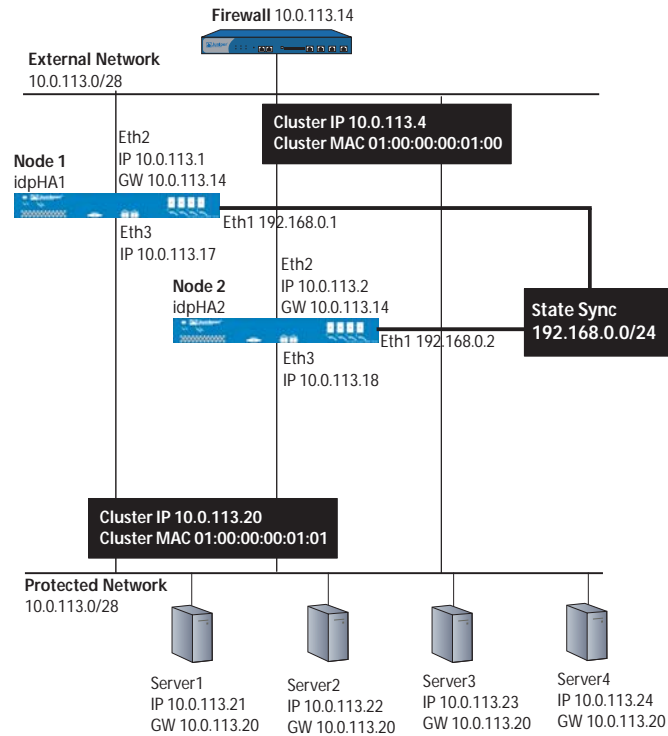 Firewall 10.0.113.14
External Network
10.0.113.0/28
Cluster IP 10.0.113.4
Cluster MAC 01:00:00:00:01:00
Eth2
IP 10.0.113.1
GW 10.0.113.14
Node 1
idpHA1
Eth1 192.168.0.1
Eth3
IP 10.0.113.17
Eth2
IP 10.0.113.2
GW 10.0.113.14
Node 2
idpHA2
Eth1 192.168.0.2
State Sync
192.168.0.0/24
Eth3
IP 10.0.113.18
Cluster IP 10.0.113.20
Cluster MAC 01:00:00:00:01:01
Protected Network
10.0.113.0/28
Server1
IP 10.0.113.21
GW 10.0.113.20
Server2
IP 10.0.113.22
GW 10.0.113.20
Server3
IP 10.0.113.23
GW 10.0.113.20
Server4
IP 10.0.113.24
GW 10.0.113.20